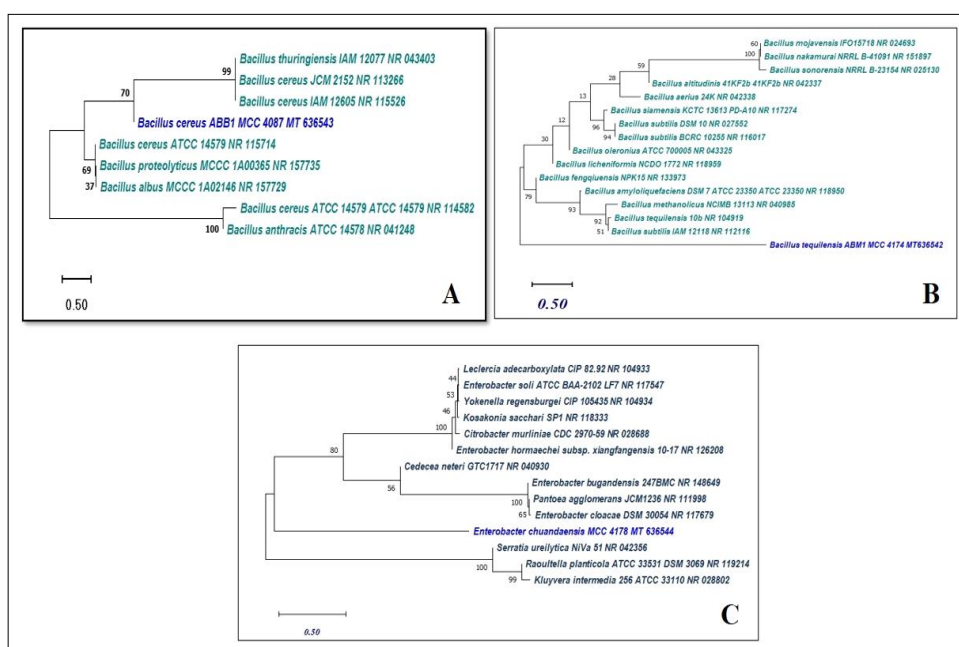 Bacillus thuringiensis IAM 12077 NR 043403
99
Bacillus cereus JCM 2152 NR 113266
70
Bacillus cereus IAM 12605 NR 115526
Bacillus cereus ABB1 MCC 4087 MT 636543
Bacillus cereus ATCC 14579 NR 115714
69
Bacillus proteolyticus MCCC 1A00365 NR 157735
37
Bacillus albus MCCC 1A02146 NR 157729
Bacillus cereus ATCC 14579 ATCC 14579 NR 114582
100
Bacillus anthracis ATCC 14578 NR 041248
0.50
A
60
Bacillus mojavensis IFO15718 NR 024693
100
Bacillus nakamurai NRRL B-41091 NR 151897
59
Bacillus sonorensis NRRL B-23154 NR 025130
28
Bacillus altitudinis 41KF2b 41KF2b NR 042337
13
Bacillus aerius 24K NR 042338
Bacillus siamensis KCTC 13613 PD-A10 NR 117274
12
96
Bacillus subtilis DSM 10 NR 027552
94
Bacillus subtilis BCRC 10255 NR 116017
30
Bacillus oleronius ATCC 700005 NR 043325
Bacillus licheniformis NCDO 1772 NR 118959
Bacillus fengqiuensis NPK15 NR 133973
79
Bacillus amyloliquefaciens DSM 7 ATCC 23350 ATCC 23350 NR 118950
93
Bacillus methanolicus NCIMB 13113 NR 040985
92
Bacillus tequilensis 10b NR 104919
51
Bacillus subtilis IAM 12118 NR 112116
Bacillus tequilensis ABM1 MCC 4174 MT636542
0.50
B
Leclercia adecarboxylata CIP 82.92 NR 104933
44
Enterobacter soli ATCC BAA-2102 LF7 NR 117547
53
Yokenella regensburgei CIP 105435 NR 104934
46
Kosakonia sacchari SP1 NR 118333
100
Citrobacter murliniae CDC 2970-59 NR 028688
80
Enterobacter hormaechei subsp. xiangfangensis 10-17 NR 126208
Cedecea neteri GTC1717 NR 040930
56
Enterobacter bugandensis 247BMC NR 148649
100
Pantoea agglomerans JCM1236 NR 111998
65
Enterobacter cloacae DSM 30054 NR 117679
Enterobacter chuandaensis MCC 4178 MT 636544
Serratia ureilytica NiVa 51 NR 042356
100
Raoultella planticola ATCC 33531 DSM 3069 NR 119214
99
Kluyvera intermedia 256 ATCC 33110 NR 028802
0.50
C